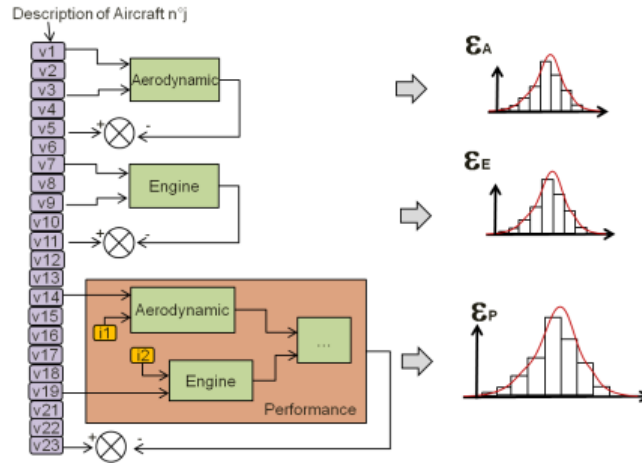 Description of Aircraft n°j
v1
v2
v3
v4
v5
v6
v7
v8
v9
v10
v11
v12
v13
v14
v15
v16
v17
v18
v19
v21
v22
v23
Aerodynamic
+
-
Engine
+
-
Aerodynamic
i1
i2
Engine
...
Performance
+
-
εA
εE
εP